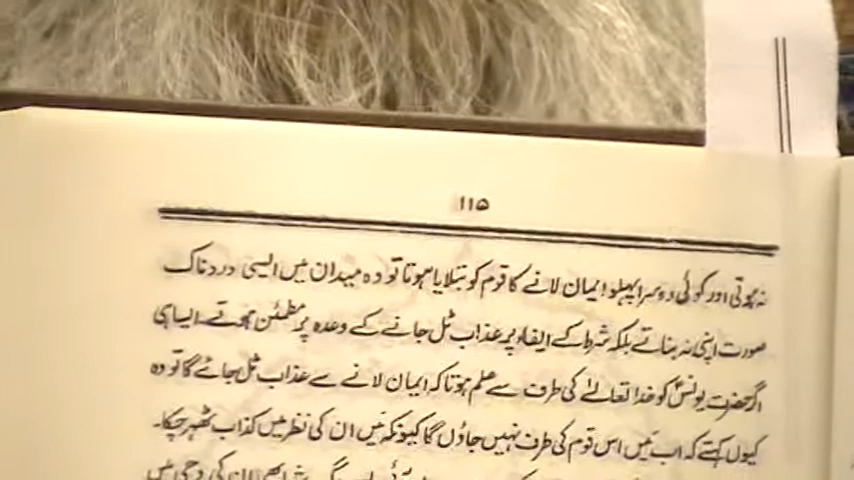 ۱۱۵
نہ ہوتی اور کوئی دوسرا پہلو ایمان لانے کا قوم کو بتلایا ہوتا تو وہ میدان میں ایسی دردناک
صورت اپنی نہ بناتے بلکہ شرط کے ایفاء پر عذاب ٹل جانے کے وعدہ پر مطمئن ہوتے۔ ایسا ہی
اگر حضرت یونسؑ کو خدا تعالیٰ کی طرف سے علم ہوتا کہ ایمان لانے سے عذاب ٹل جائے گا تو وہ
کیوں کہتے کہ اب میں اس قوم کی طرف نہیں جاؤں گا کیونکہ میں ان کی نظر میں کذاب ٹھہر چکا۔
کی وحی میں